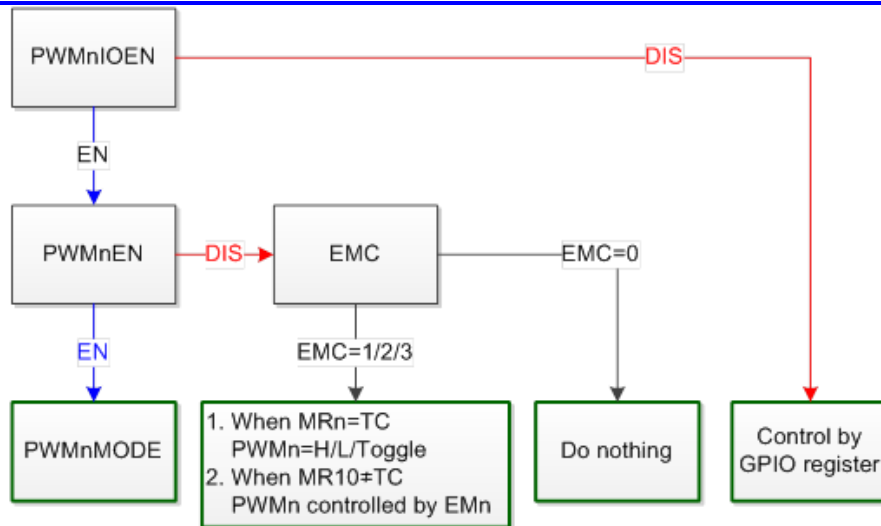 PWMnIOEN
DIS
EN
PWMnEN
DIS
EMC
EMC=0
EN
EMC=1/2/3
PWMnMODE
1. When MRn=TC
PWMn=H/L/Toggle
2. When MR10≠TC
PWMn controlled by EMn
Do nothing
Control by
GPIO register